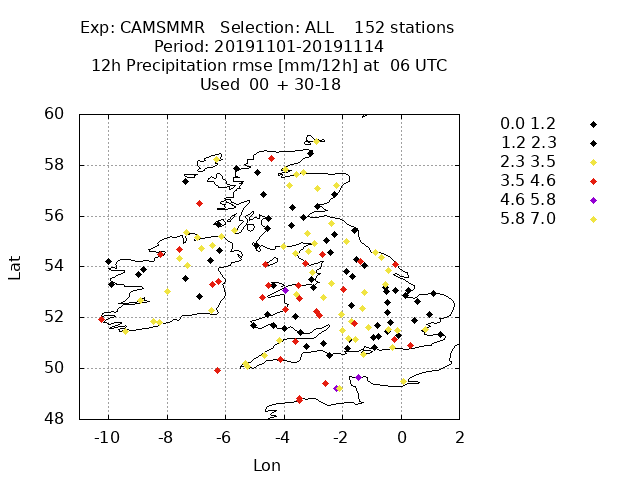 Exp: CAMSMMR Selection: ALL 152 stations
Period: 20191101-20191114
12h Precipitation rmse [mm/12h] at 06 UTC
Used 00 + 30-18
60
58
56
54
52
50
48
Lat
-10 -8 -6 -4 -2 0 2
Lon
0.0 1.2
1.2 2.3
2.3 3.5
3.5 4.6
4.6 5.8
5.8 7.0